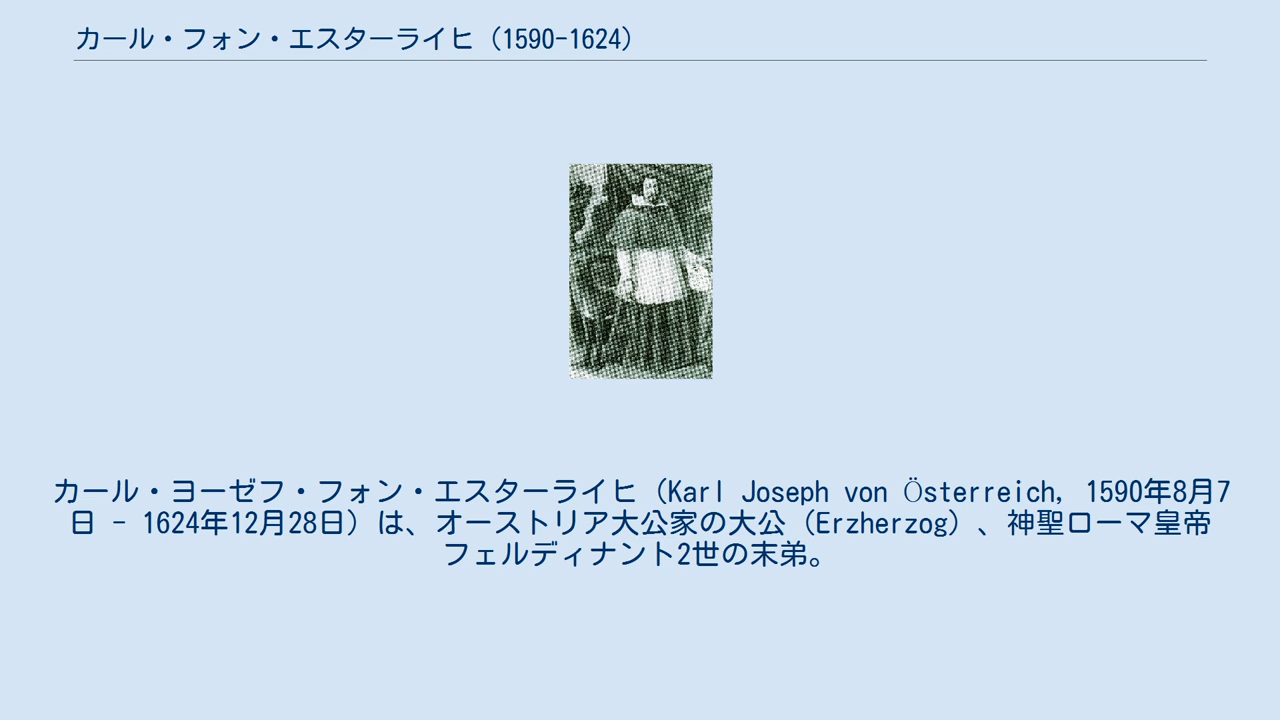 カール・フォン・エスターライヒ（1590-1624）
カール・ヨーゼフ・フォン・エスターライヒ（Karl Joseph von Österreich, 1590年8月7
日 - 1624年12月28日）は、オーストリア大公家の大公（Erzherzog）、神聖ローマ皇帝
フェルディナント2世の末弟。